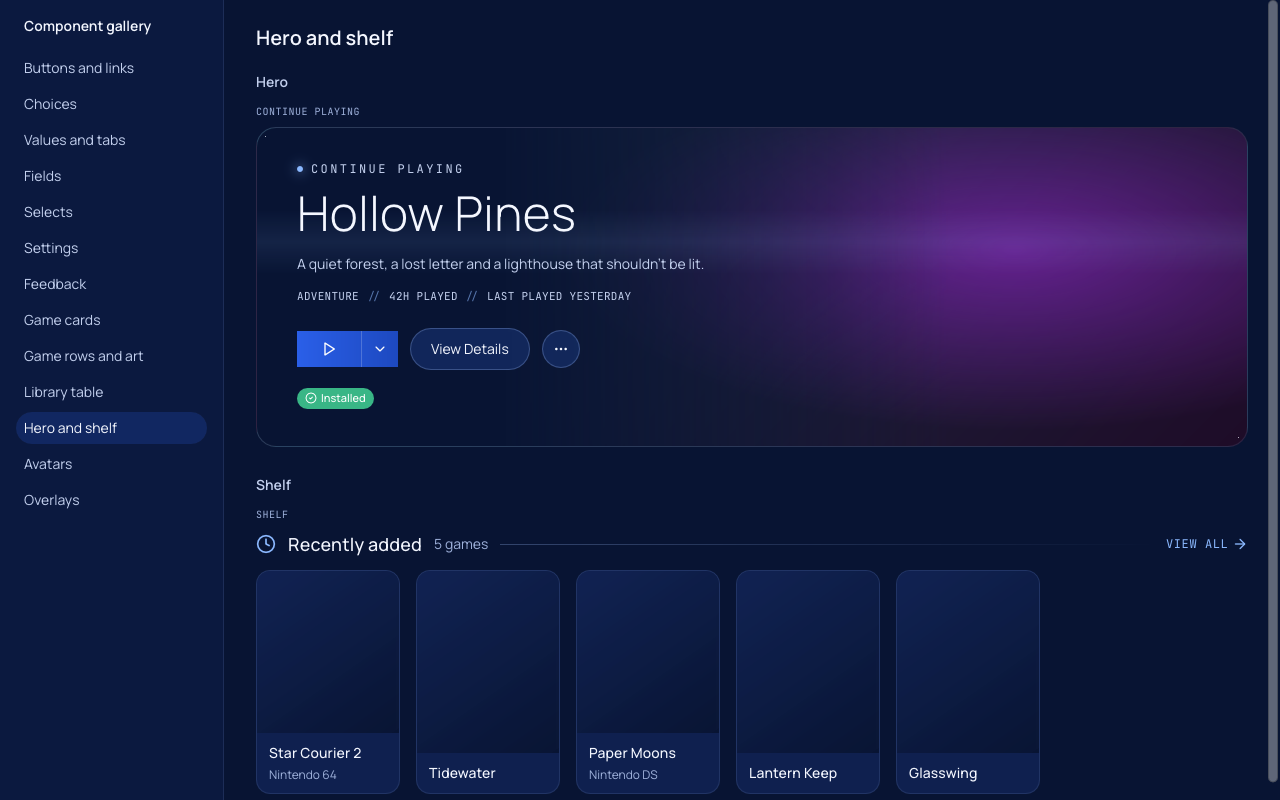 Component gallery
Buttons and links
Choices
Values and tabs
Fields
Selects
Settings
Feedback
Game cards
Game rows and art
Library table
Hero and shelf
Avatars
Overlays
Hero and shelf
Hero
CONTINUE PLAYING
CONTINUE PLAYING
Hollow Pines
A quiet forest, a lost letter and a lighthouse that shouldn't be lit.
ADVENTURE // 42H PLAYED // LAST PLAYED YESTERDAY
View Details
Installed
Shelf
SHELF
Recently added 5 games VIEW ALL
Star Courier 2
Nintendo 64
Tidewater
Paper Moons
Nintendo DS
Lantern Keep
Glasswing